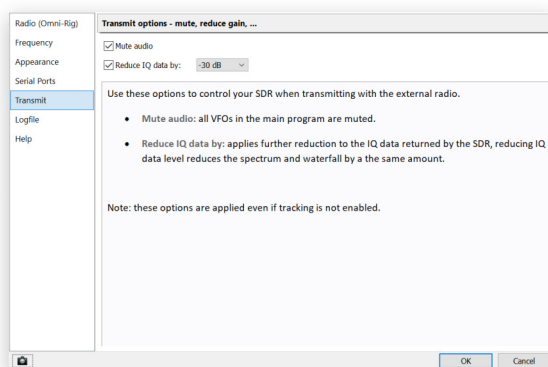 Radio (Omni-Rig)
Frequency
Appearance
Serial Ports
Transmit
Logfile
Help
Transmit options - mute, reduce gain, ...
Mute audio
Reduce IQ data by: -30 dB
Use these options to control your SDR when transmitting with the external radio.
• Mute audio: all VFOs in the main program are muted.
• Reduce IQ data by: applies further reduction to the IQ data returned by the SDR, reducing IQ
data level reduces the spectrum and waterfall by a the same amount.
Note: these options are applied even if tracking is not enabled.
OK Cancel